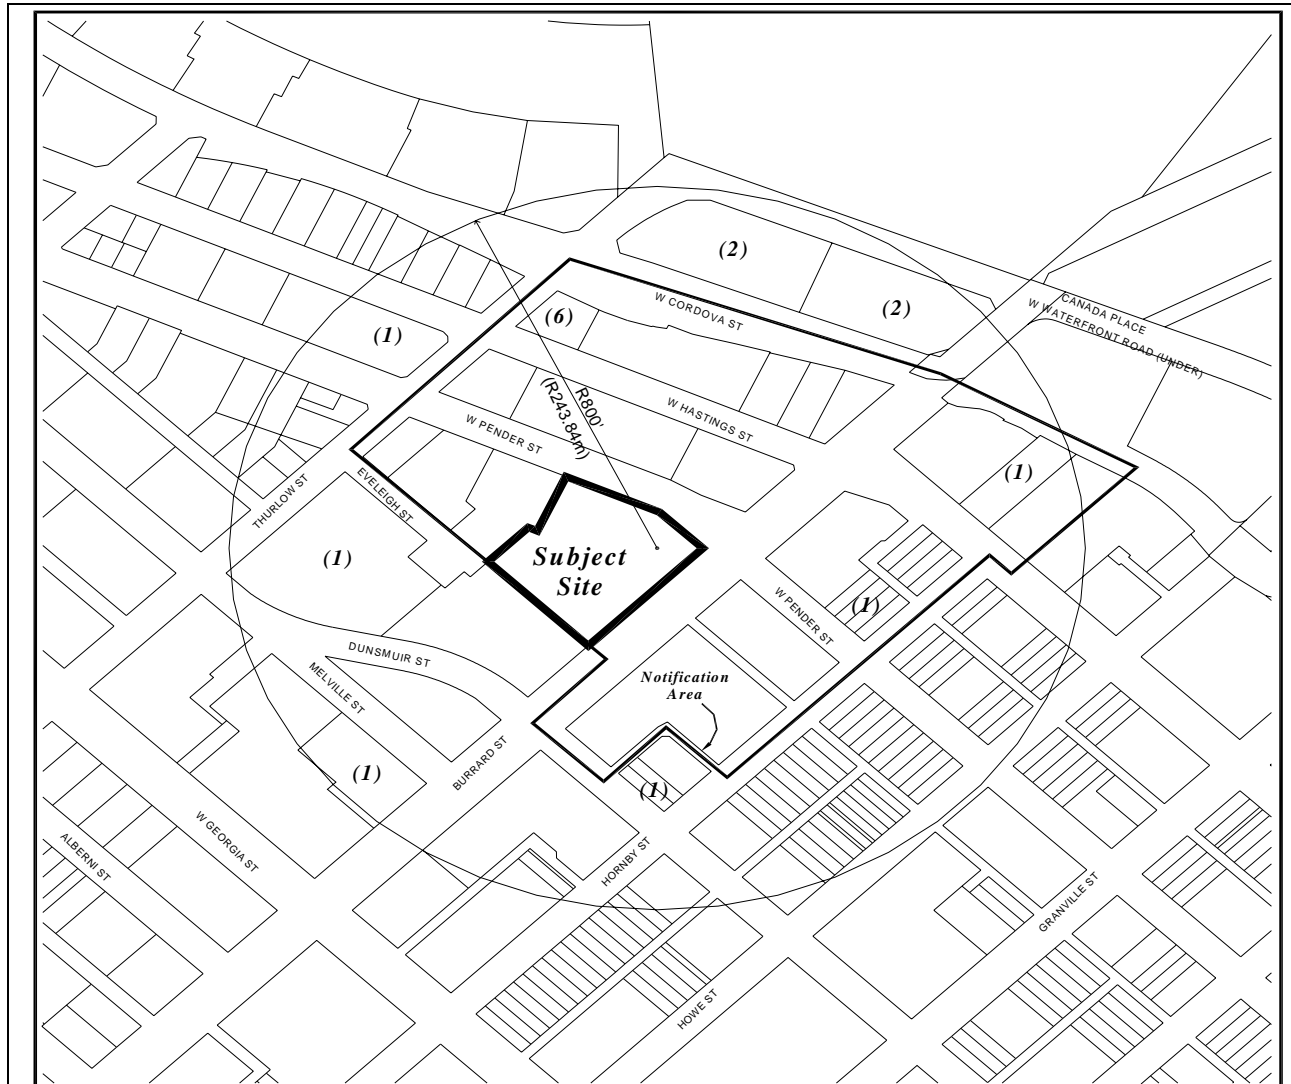 (2)
(2)
W CORDOVA ST
CANADA PLACE
W WATERFRONT ROAD (UNDER)
(6)
(1)
R800'
(R243.84m)
W HASTINGS ST
W PENDER ST
(1)
EVELEIGH ST
THURLOW ST
(1)
Subject
Site
W PENDER ST
(1)
DUNSMUIR ST
MELVILLE ST
Notification
Area
(1)
BURRARD ST
(1)
W GEORGIA ST
ALBERNI ST
HORNBY ST
GRANVILLE ST
HOWE ST